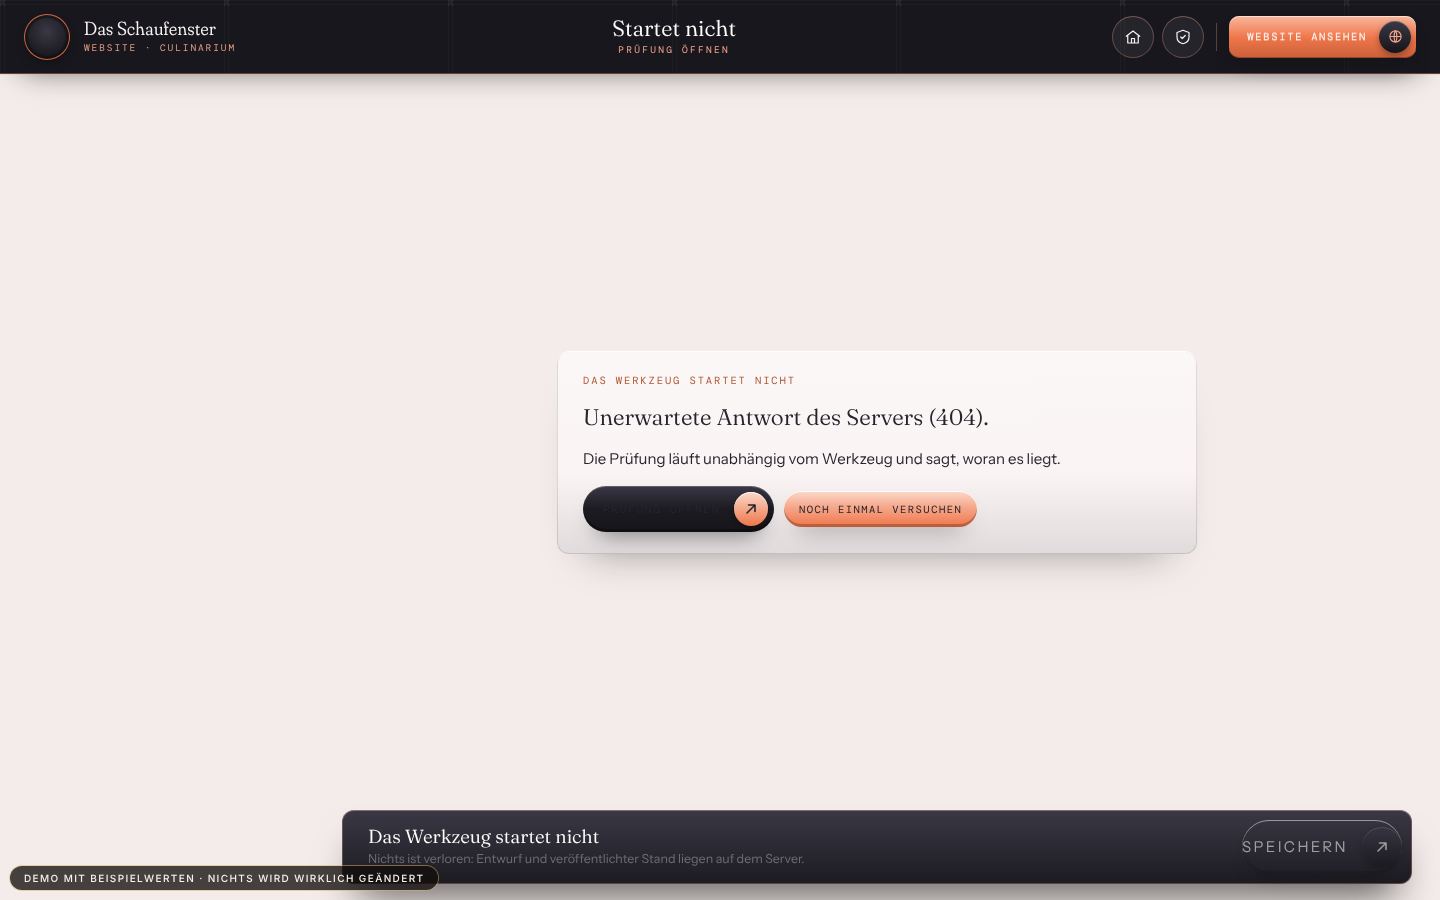 Das Schaufenster
WEBSITE · CULINARIUM
Startet nicht
PRÜFUNG ÖFFNEN
WEBSITE ANSEHEN
DAS WERKZEUG STARTET NICHT
Unerwartete Antwort des Servers (404).
Die Prüfung läuft unabhängig vom Werkzeug und sagt, woran es liegt.
PRÜFUNG ÖFFNEN
NOCH EINMAL VERSUCHEN
Das Werkzeug startet nicht
Nichts ist verloren: Entwurf und veröffentlichter Stand liegen auf dem Server.
SPEICHERN
DEMO MIT BEISPIELWERTEN · NICHTS WIRD WIRKLICH GEÄNDERT